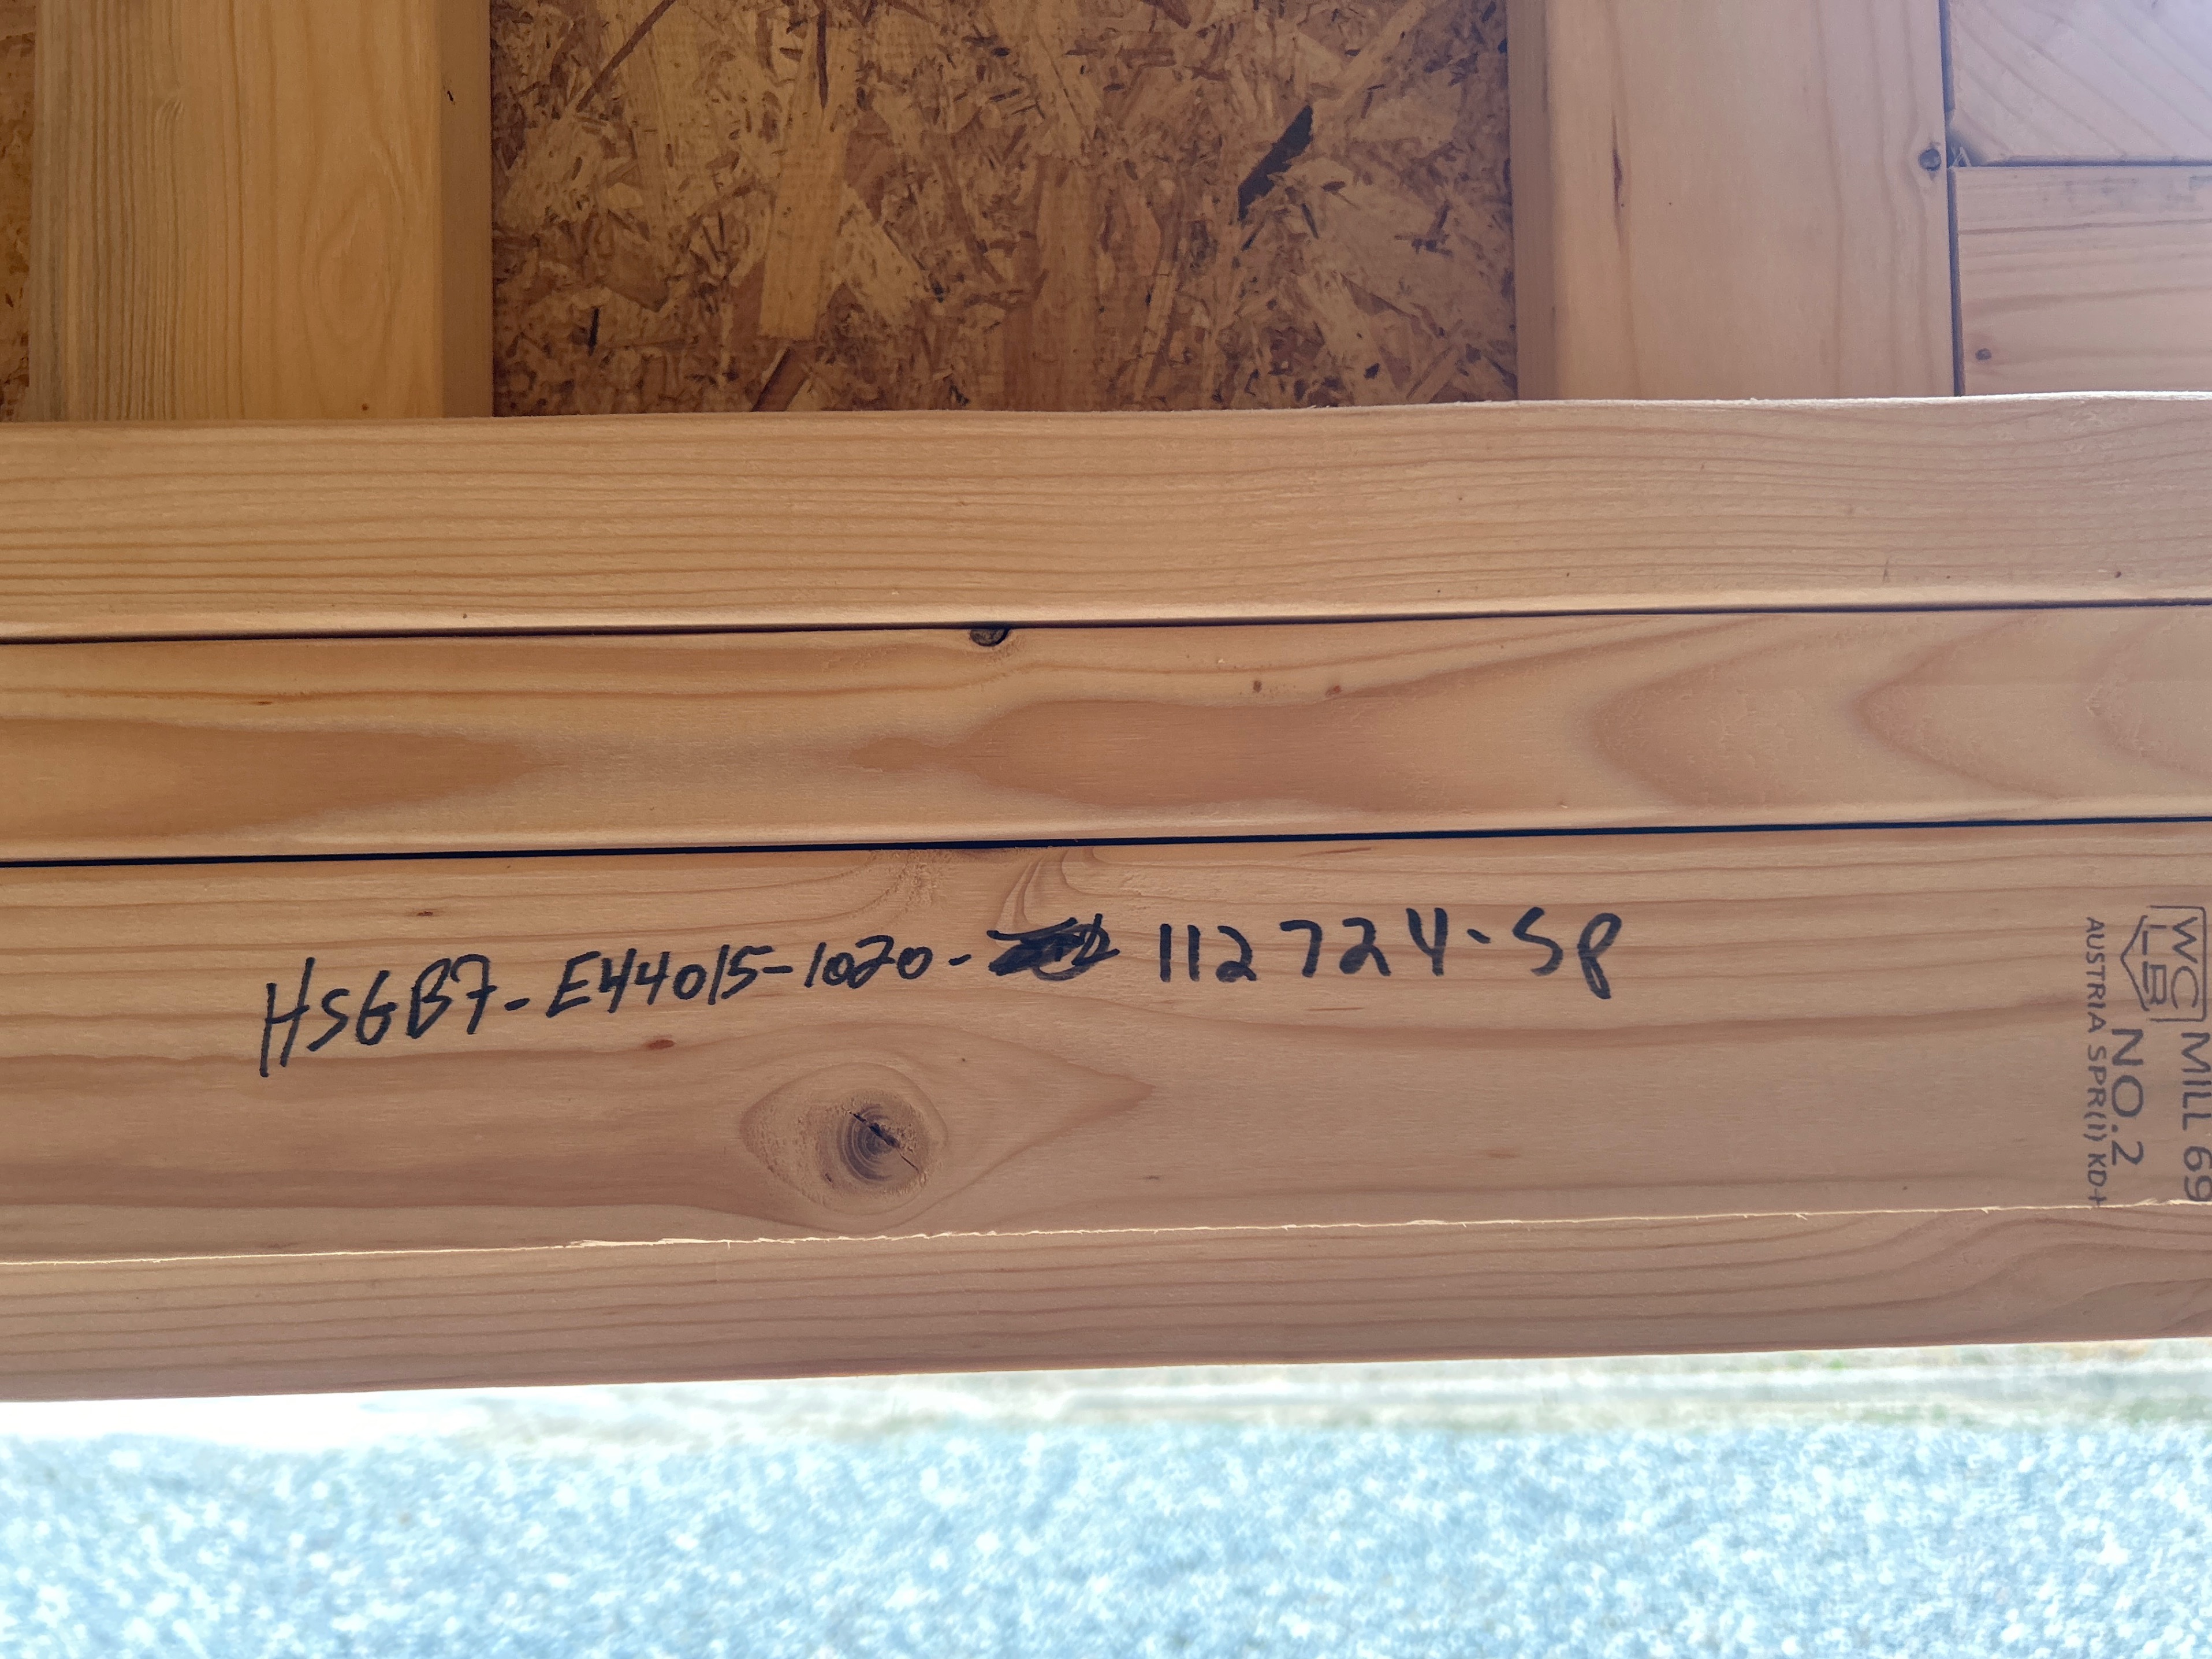 HSGB7-E44015-1020- 112724-SP
WC
LB MILL 69
NO.2
AUSTRIA SPR(I) KD-H